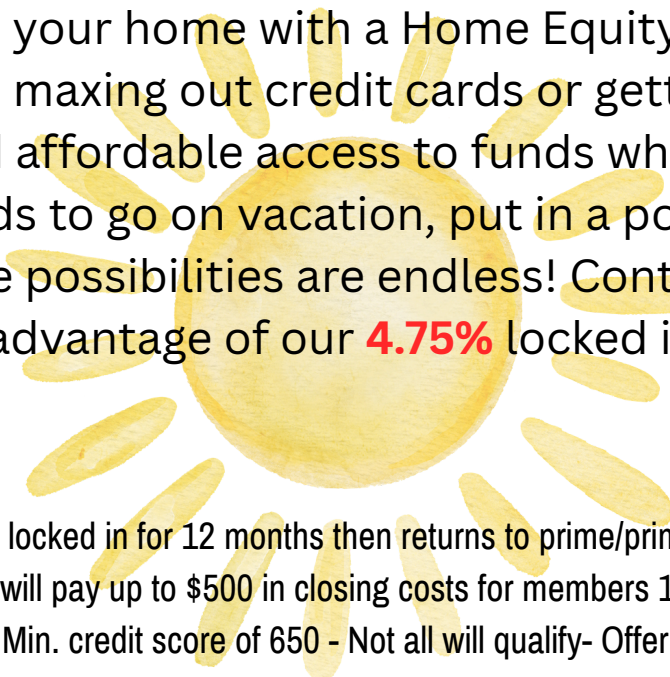 your home with a Home Equity
maxing out credit cards or gett
affordable access to funds wh
ds to go on vacation, put in a po
e possibilities are endless! Cont
advantage of our 4.75% locked i
locked in for 12 months then returns to prime/prin
will pay up to $500 in closing costs for members 1
Min. credit score of 650 - Not all will qualify- Offer